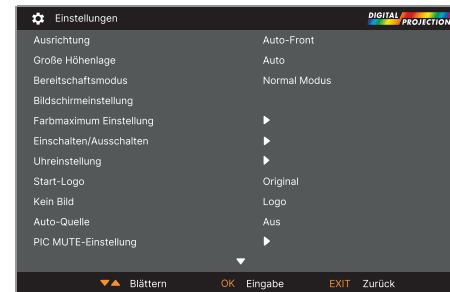 Einstellungen
DIGITAL PROJECTION
Ausrichtung Auto-Front
Große Höhenlage Auto
Bereitschaftsmodus Normal Modus
Bildschirmeinstellung
Farbmaximum Einstellung
Einschalten/Ausschalten
Uhreinstellung
Start-Logo Original
Kein Bild Logo
Auto-Quelle Aus
PIC MUTE-Einstellung
Blättern OK Eingabe EXIT Zurück